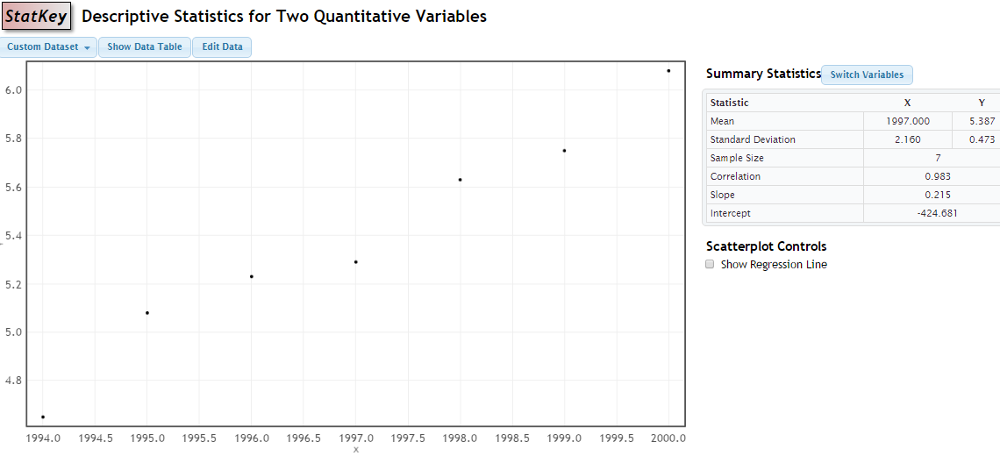 StatKey Descriptive Statistics for Two Quantitative Variables
Custom Dataset Show Data Table Edit Data
6.0
5.8
5.6
5.4
5.2
5.0
4.8
1994.0 1994.5 1995.0 1995.5 1996.0 1996.5 1997.0 1997.5 1998.0 1998.5 1999.0 1999.5 2000.0
x
Summary Statistics Switch Variables
Statistic X Y
Mean 1997.000 5.387
Standard Deviation 2.160 0.473
Sample Size 7
Correlation 0.983
Slope 0.215
Intercept -424.681
Scatterplot Controls
Show Regression Line